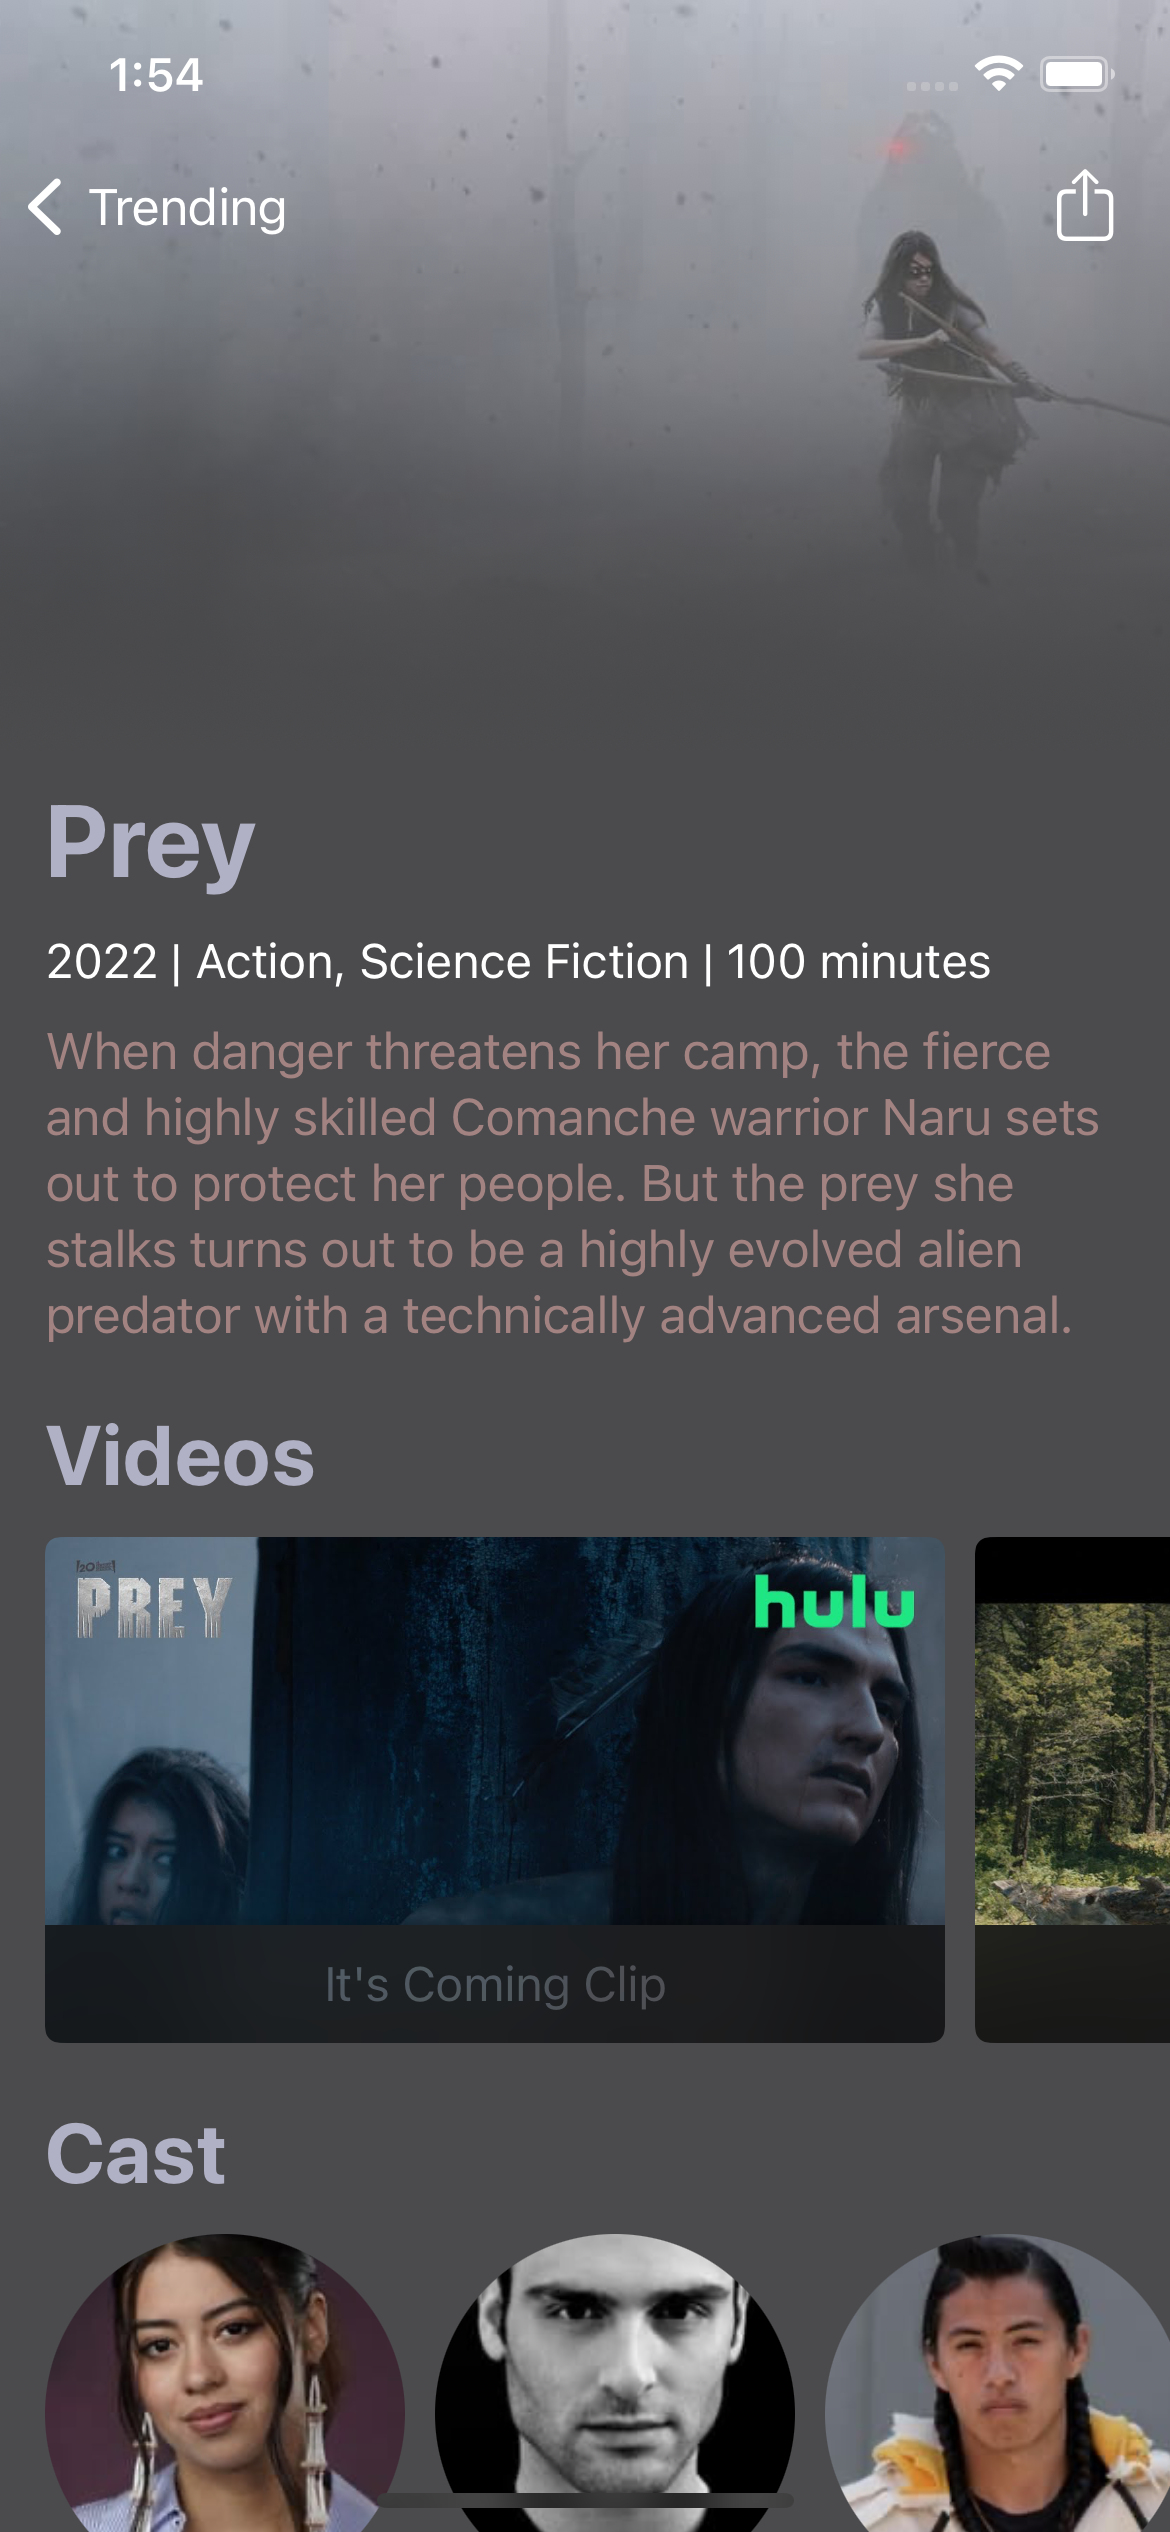 1:54
Trending
Prey
2022 | Action, Science Fiction | 100 minutes
When danger threatens her camp, the fierce
and highly skilled Comanche warrior Naru sets
out to protect her people. But the prey she
stalks turns out to be a highly evolved alien
predator with a technically advanced arsenal.
Videos
PREY
hulu
It's Coming Clip
Cast